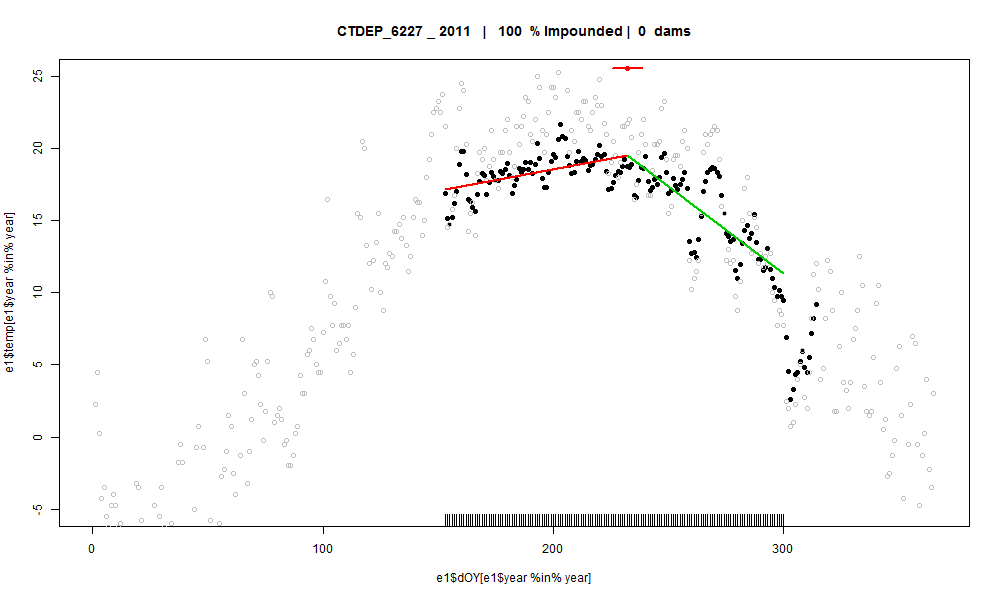 CTDEP_6227 _ 2011 | 100 % Impounded | 0 dams
e1$temp[e1$year %in% year]
25
20
15
10
5
0
-5
0 100 200 300
e1$dOY[e1$year %in% year]